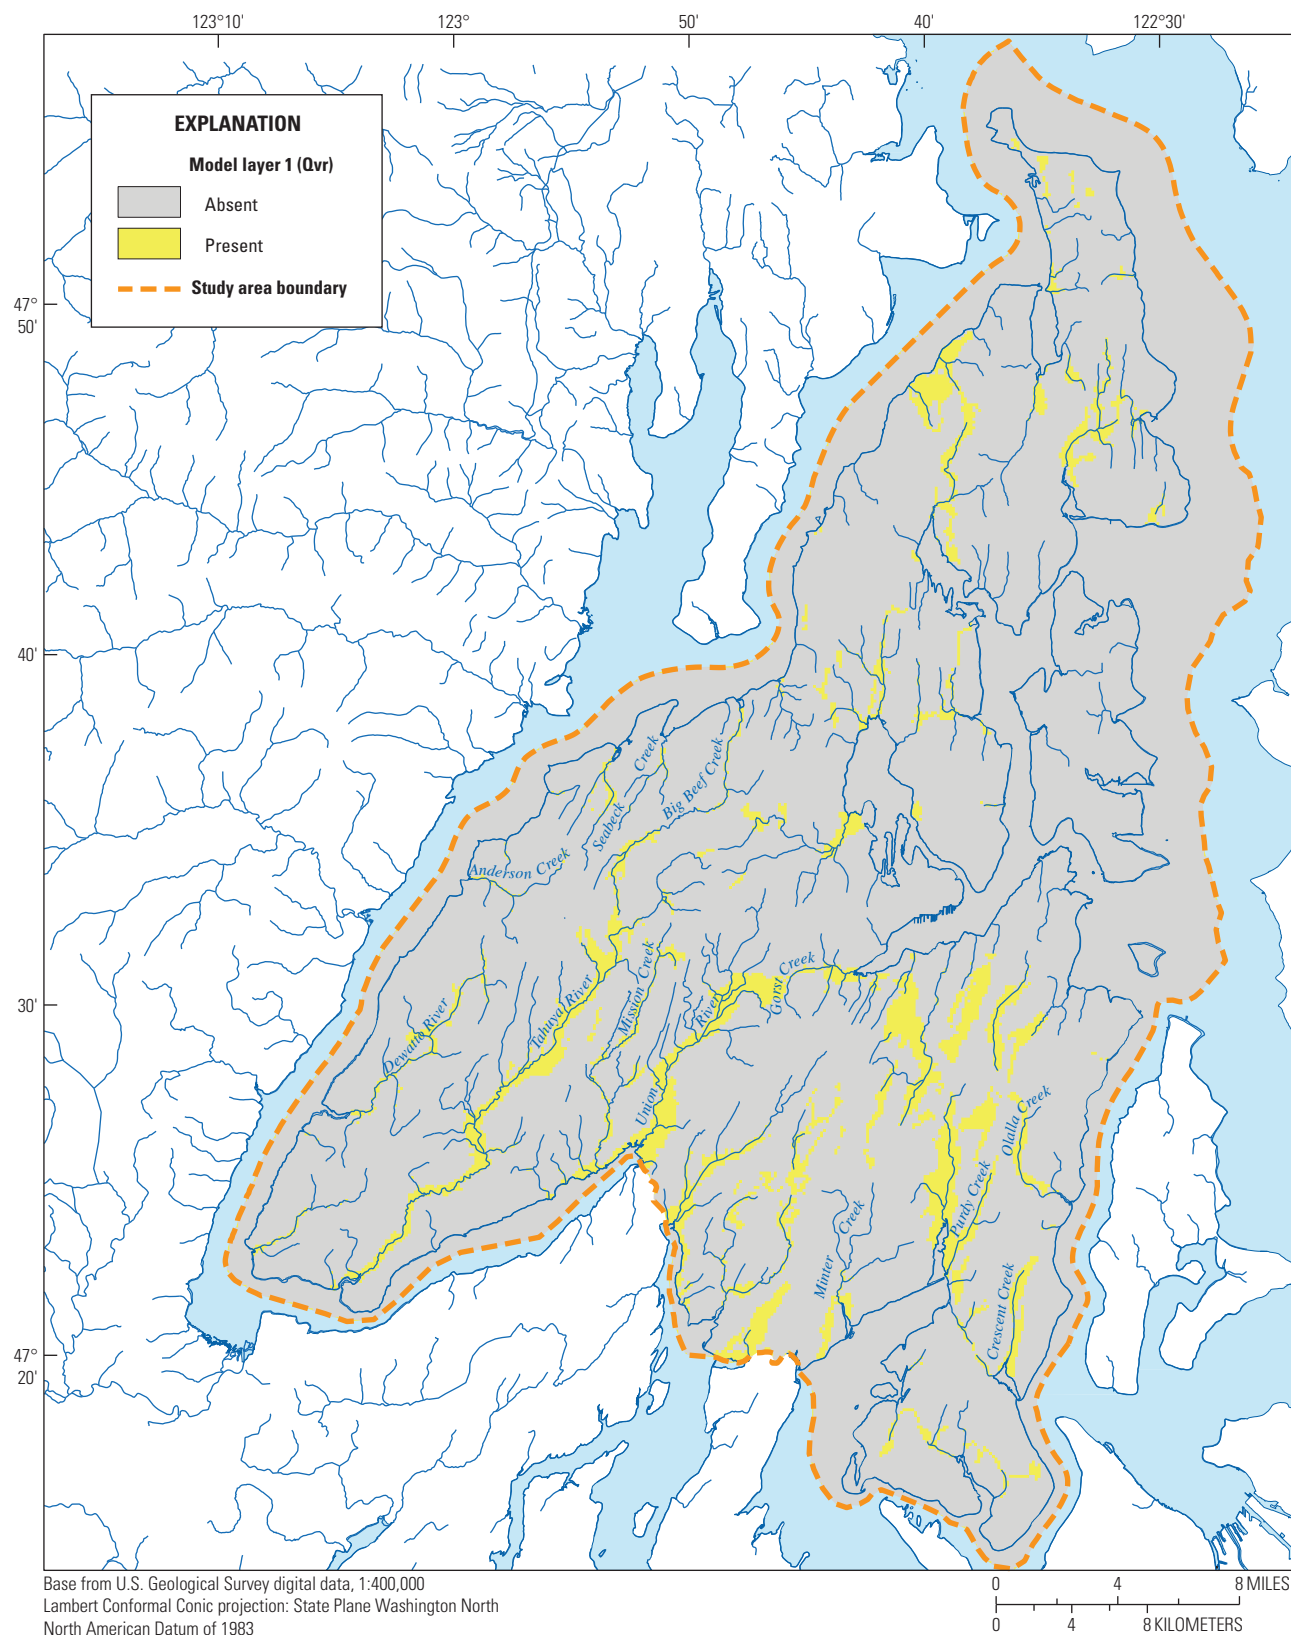 123°10'
123°
50'
40'
122°30'
EXPLANATION
Model layer 1 (Qvr)
Absent
Present
Study area boundary
47°
50'
40'
30'
47°
20'
Seabeck Creek
Big Beef Creek
Anderson Creek
Dewatto River
Tahuya River
Mission Creek
Union River
Gorst Creek
Olalla Creek
Purdy Creek
Minter Creek
Crescent Creek
Base from U.S. Geological Survey digital data, 1:400,000
Lambert Conformal Conic projection: State Plane Washington North
North American Datum of 1983
0 4 8 MILES
0 4 8 KILOMETERS